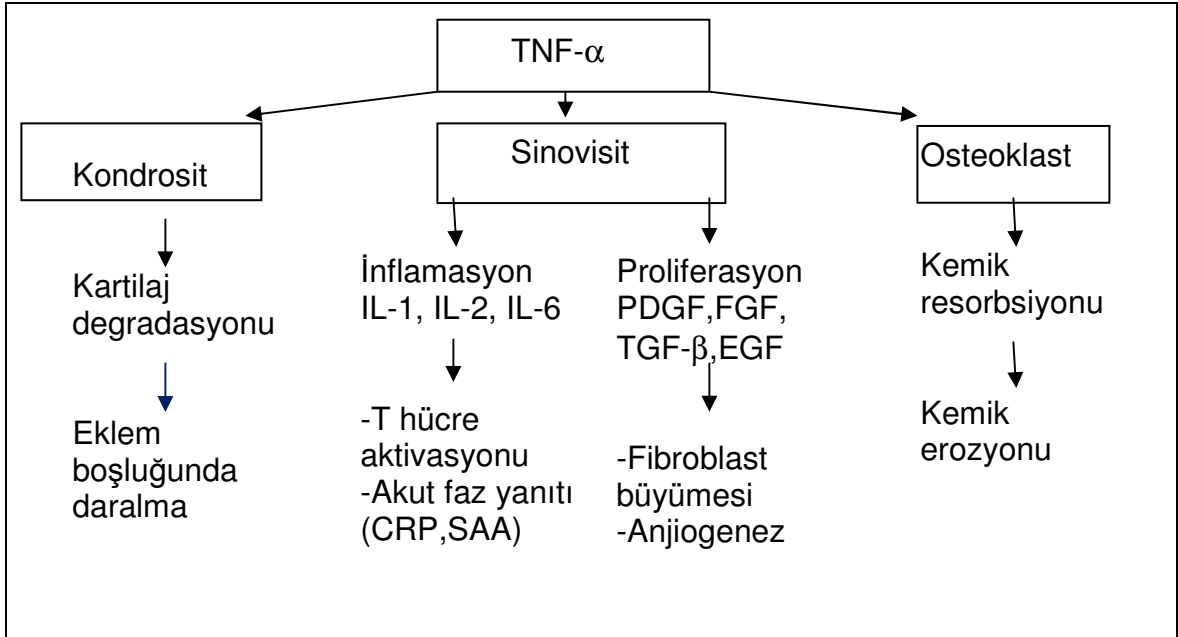 TNF-α
Kondrosit
Sinovisit
Osteoklast
Kartilaj
degradasyonu
Eklem
boşluğunda
daralma
İnflamasyon
IL-1, IL-2, IL-6
-T hücre
aktivasyonu
-Akut faz yanıtı
(CRP,SAA)
Proliferasyon
PDGF,FGF,
TGF-β,EGF
-Fibroblast
büyümesi
-Anjiogenez
Kemik
resorbsiyonu
Kemik
erozyonu